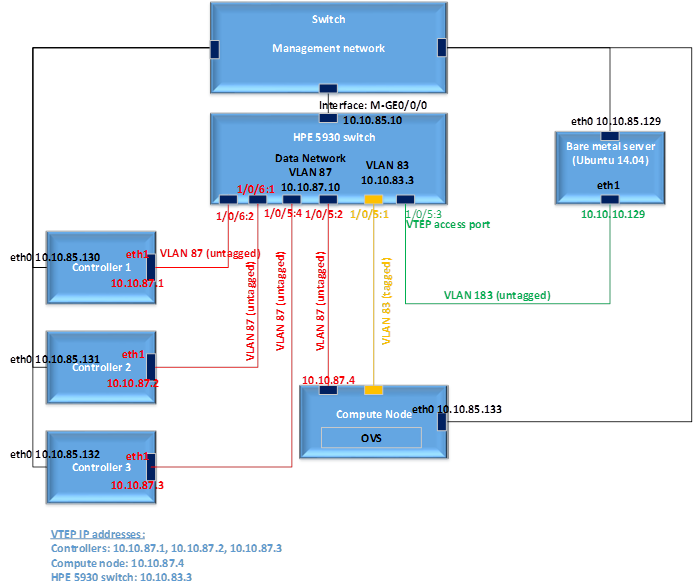 Switch
Management network
Interface: M-GE0/0/0
10.10.85.10
HPE 5930 switch
Data Network
VLAN 87
10.10.87.10
VLAN 83
10.10.83.3
1/0/6:1
1/0/6:2
1/0/5:4
1/0/5:2
1/0/5:1
1/0/5:3
VTEP access port
eth0 10.10.85.129
Bare metal server
(Ubuntu 14.04)
eth1
10.10.10.129
VLAN 183 (untagged)
eth0 10.10.85.130
eth1
Controller 1
10.10.87.1
VLAN 87 (untagged)
VLAN 87 (untagged)
VLAN 87 (untagged)
VLAN 87 (untagged)
VLAN 83 (tagged)
eth0 10.10.85.131
eth1
Controller 2
10.10.87.2
10.10.87.4
eth0 10.10.85.133
Compute Node
OVS
eth0 10.10.85.132
eth1
Controller 3
10.10.87.3
VTEP IP addresses:
Controllers: 10.10.87.1, 10.10.87.2, 10.10.87.3
Compute node: 10.10.87.4
HPE 5930 switch: 10.10.83.3